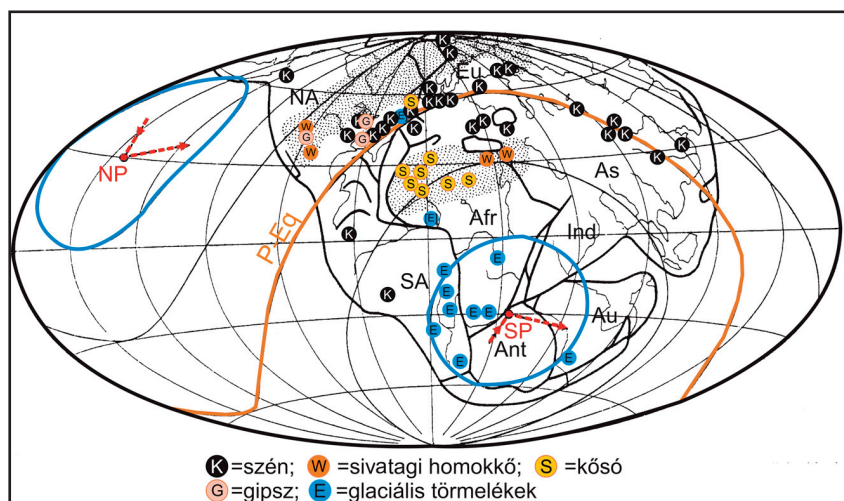 K K K K K
Eu
NA
K K
S K K K K
W G K E K K
G K K K G K K K K K
W K
NP
S W W
S S S
As
S S S S
P-Eq
E
Afr
K
Ind
E
SA
E
K E
E E E
SP
Au
E
Ant
E E
K =szén; W =sivatagi homokkő; S =kősó
G =gipsz; E =glaciális törmelékek